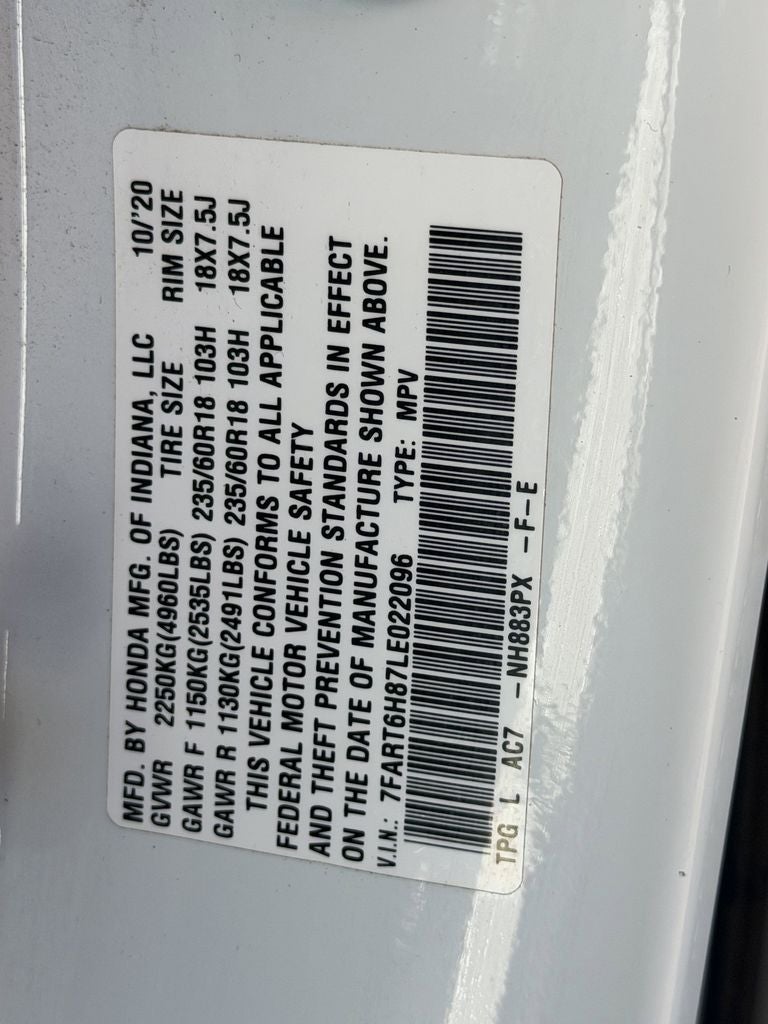 MFD. BY HONDA MFG. OF INDIANA, LLC 10/'20
GVWR 2250KG(4960LBS) TIRE SIZE RIM SIZE
GAWR F 1150KG(2535LBS) 235/60R18 103H 18X7.5J
GAWR R 1130KG(2491LBS) 235/60R18 103H 18X7.5J
THIS VEHICLE CONFORMS TO ALL APPLICABLE
FEDERAL MOTOR VEHICLE SAFETY
AND THEFT PREVENTION STANDARDS IN EFFECT
ON THE DATE OF MANUFACTURE SHOWN ABOVE.
V.I.N.: 7FART6H87LE022096 TYPE: MPV
TPG L AC7 -NH883PX -F-E